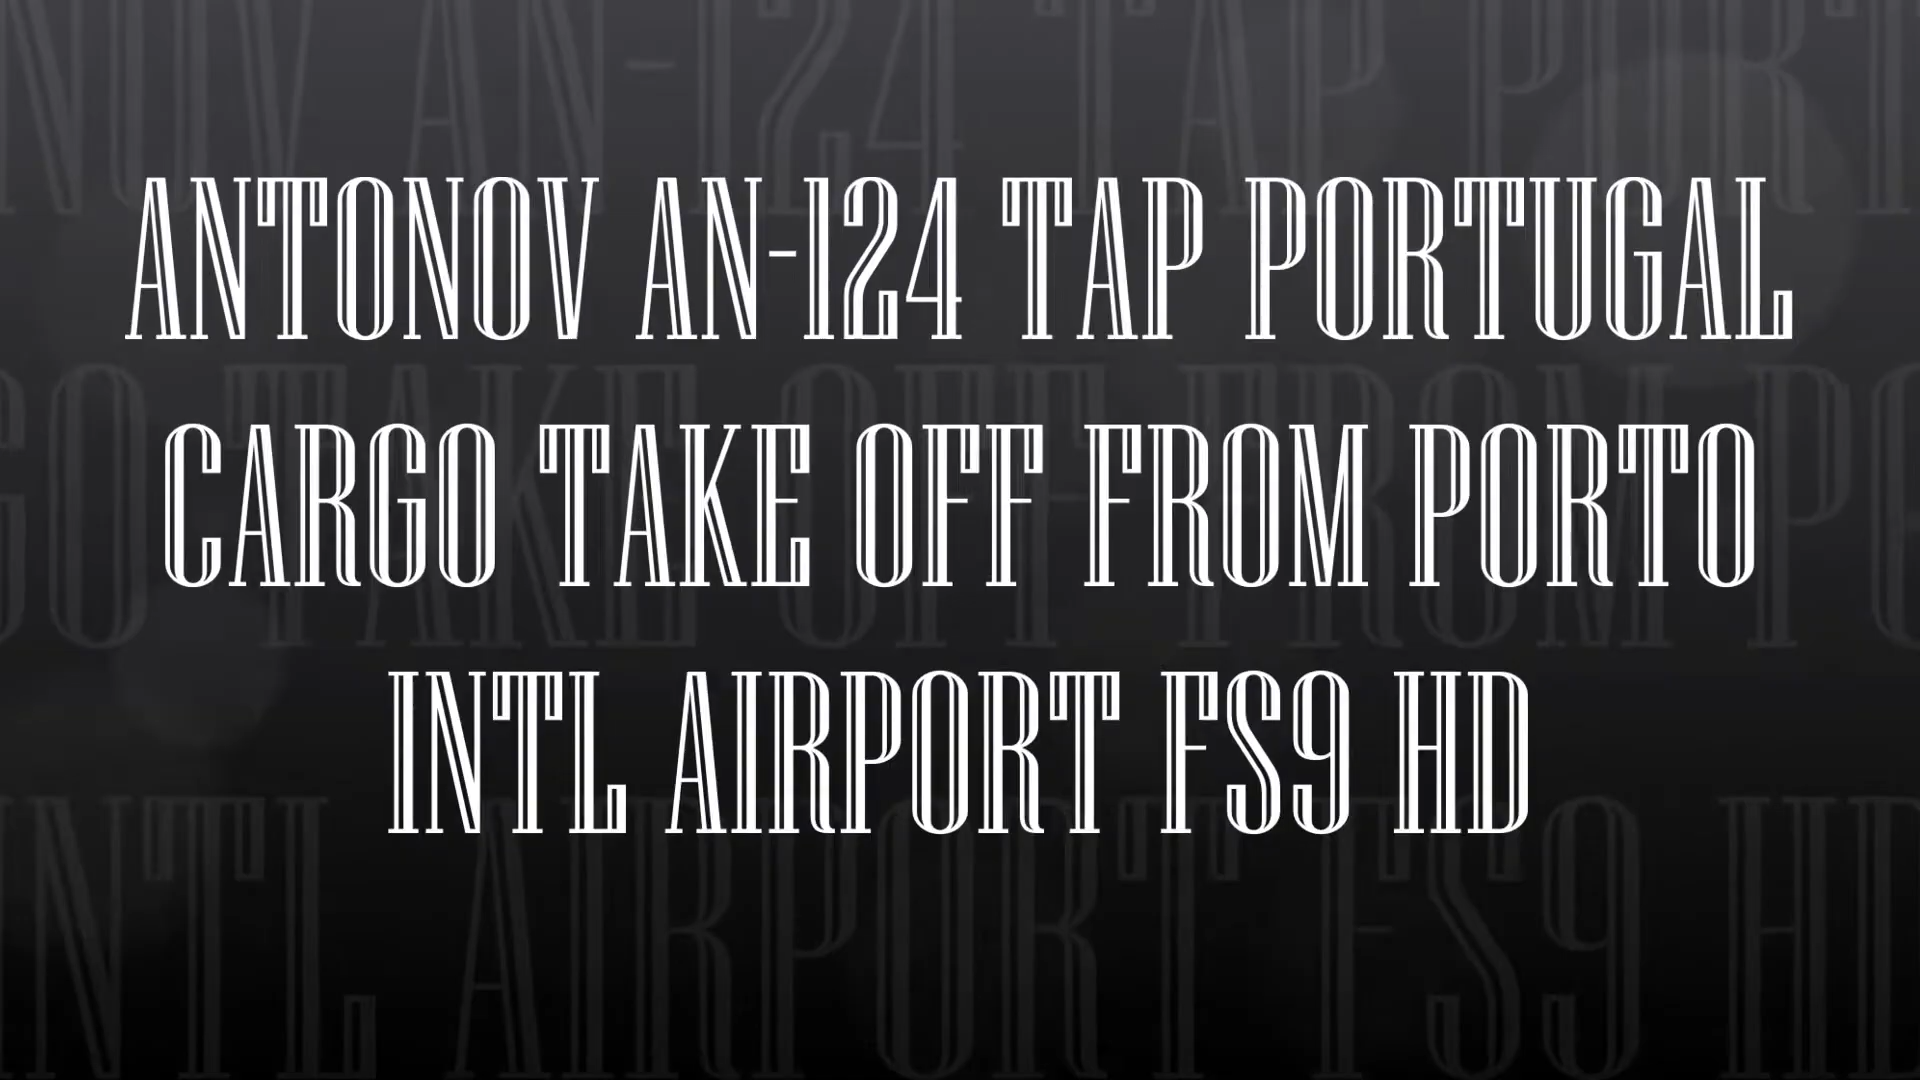 ANTONOV AN-124 TAP PORTUGAL
CARGO TAKE OFF FROM PORTO
INTL AIRPORT FS9 HD